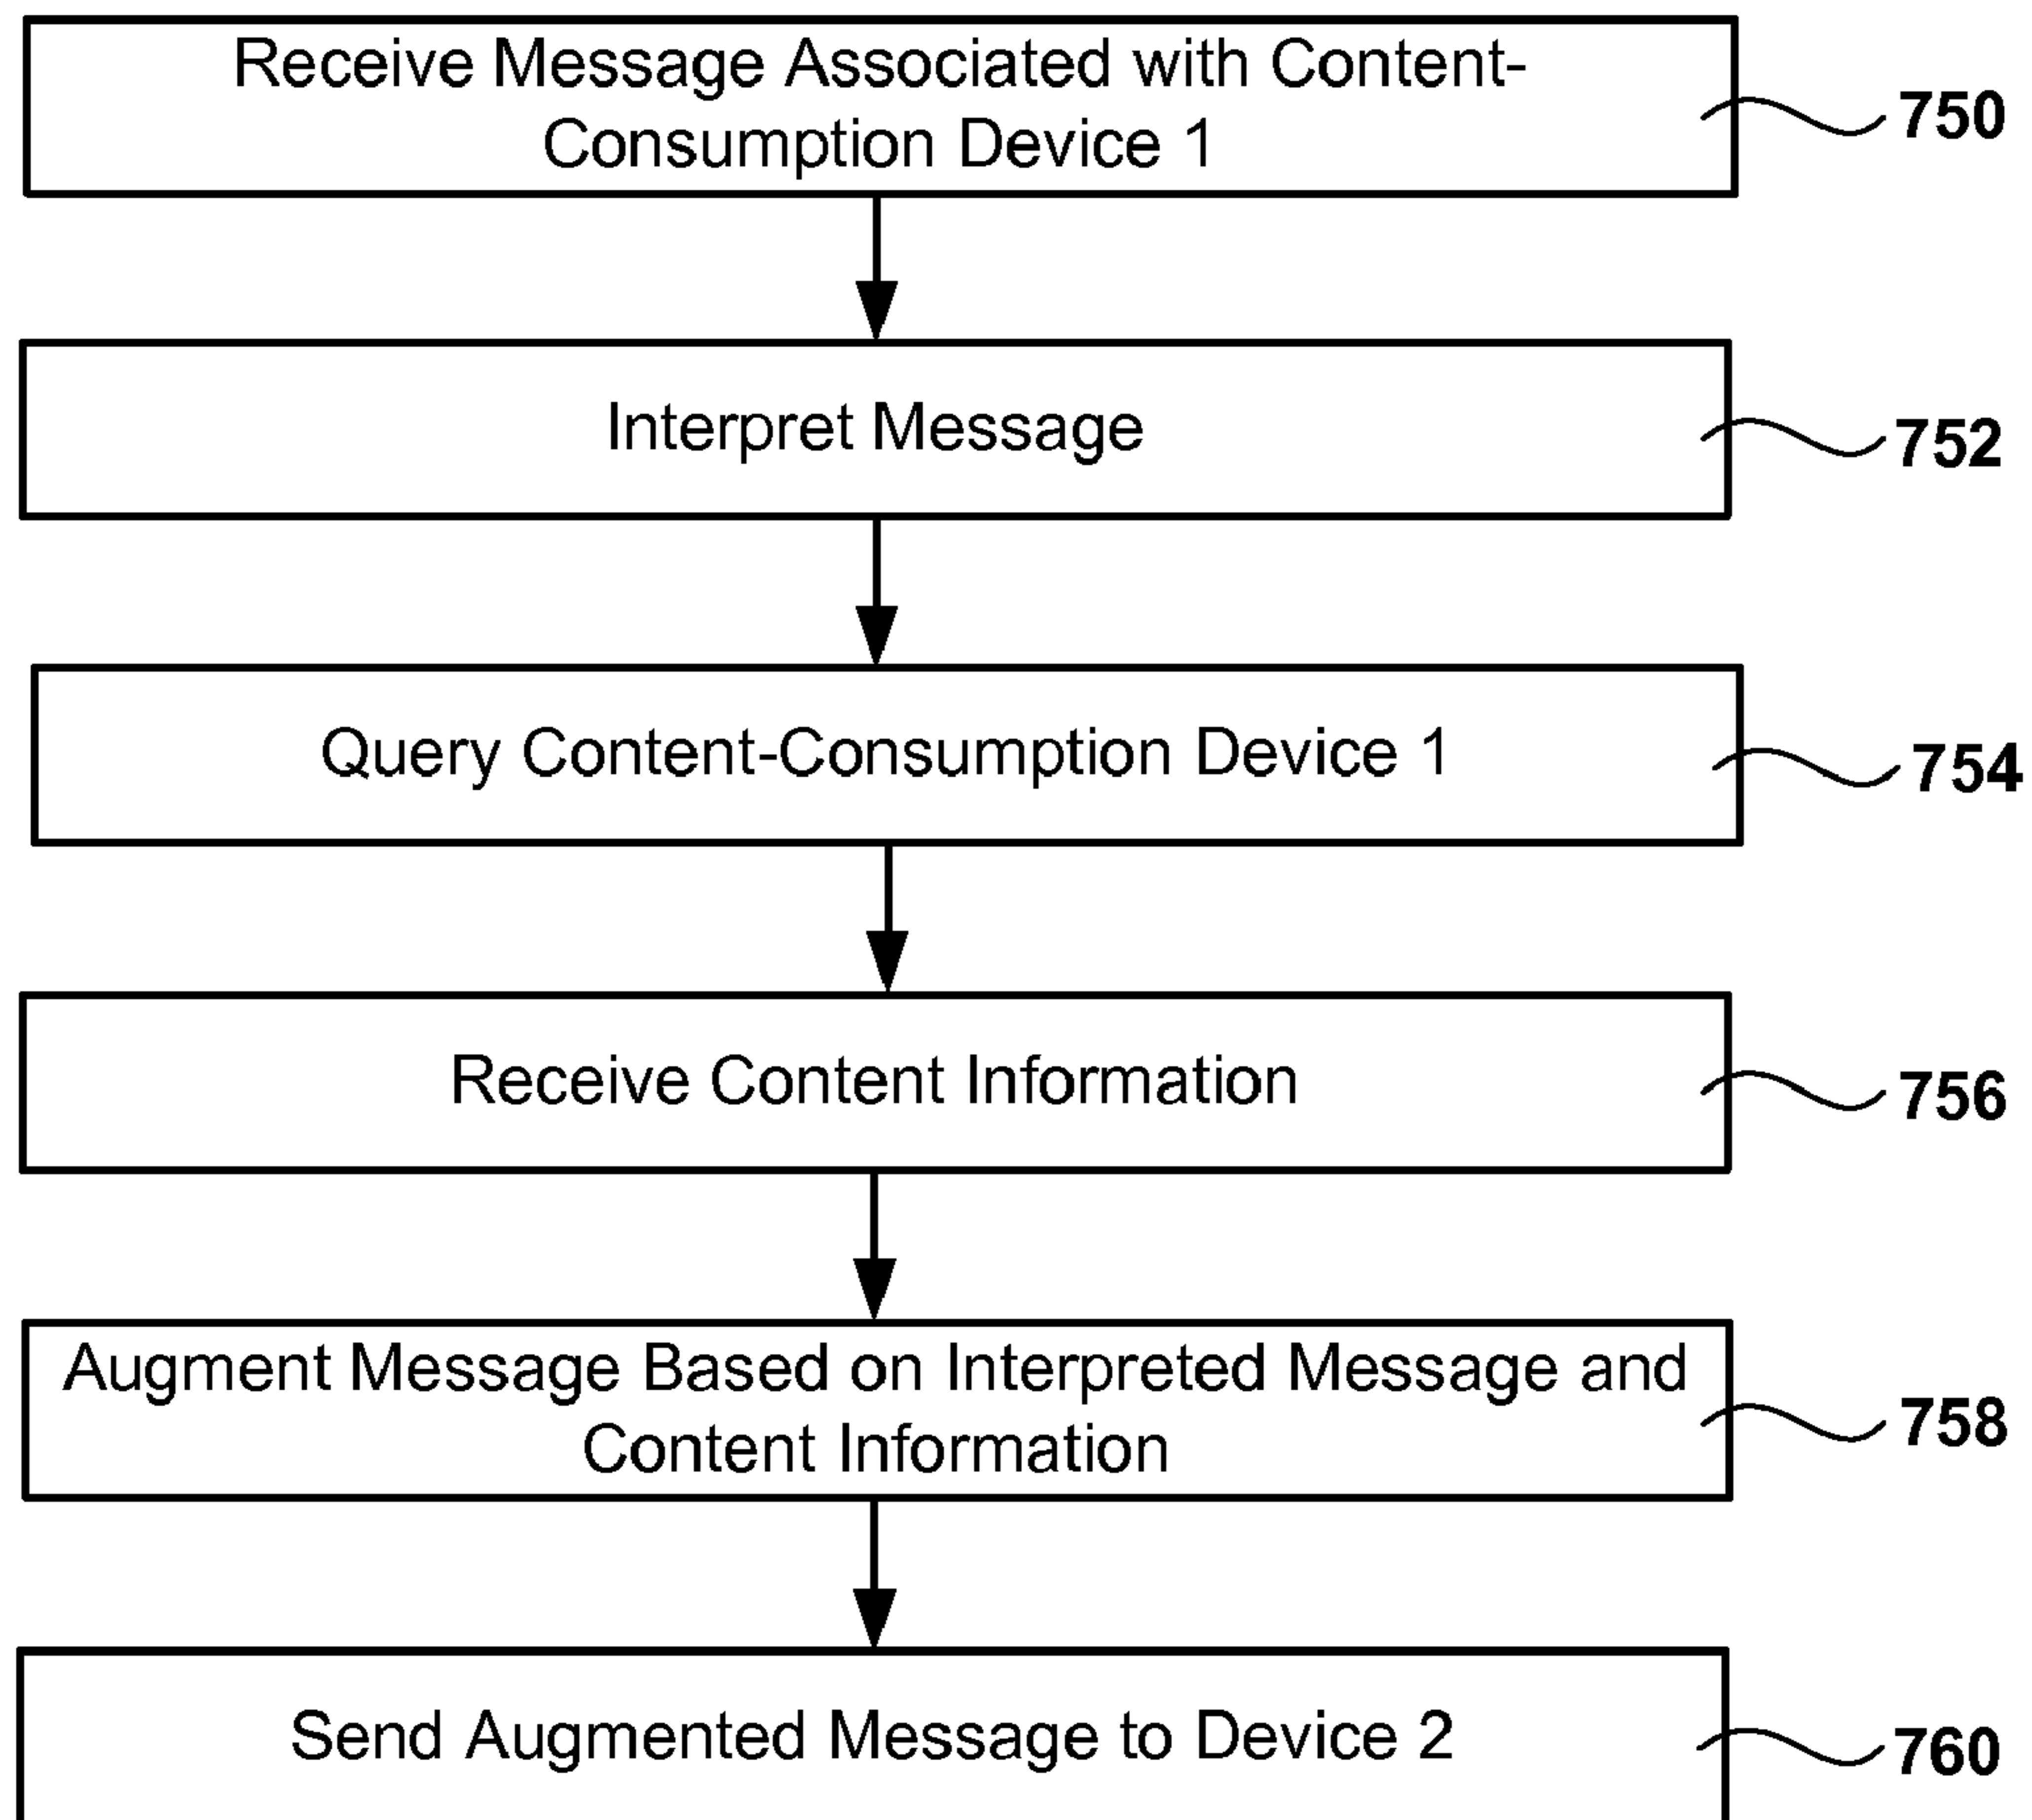 Receive Message Associated with Content-
Consumption Device 1
750
Interpret Message
752
Query Content-Consumption Device 1
754
Receive Content Information
756
Augment Message Based on Interpreted Message and
Content Information
758
Send Augmented Message to Device 2
760